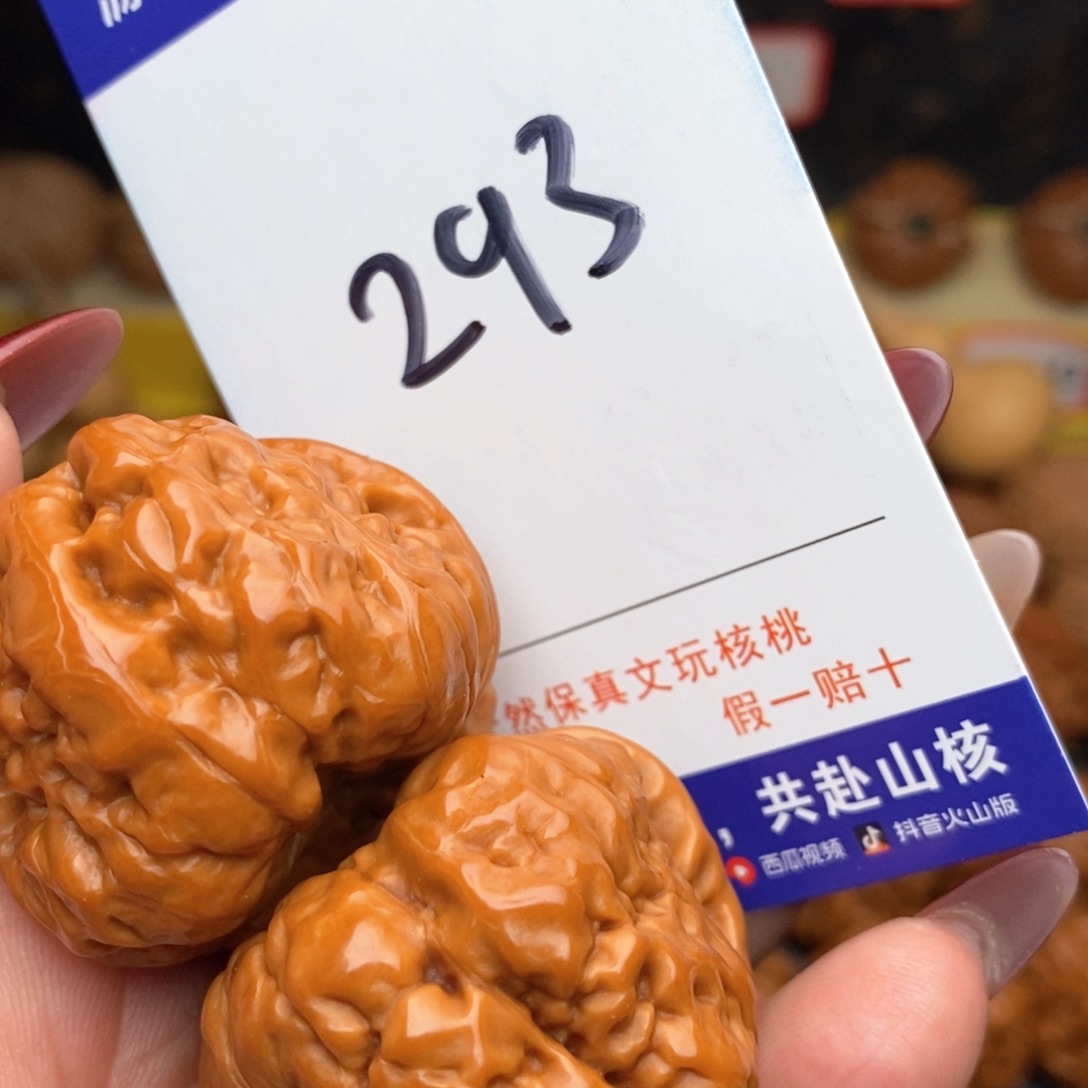 293
然保真文玩核桃
假一赔十
，共赴山核
西瓜视频 抖音火山版